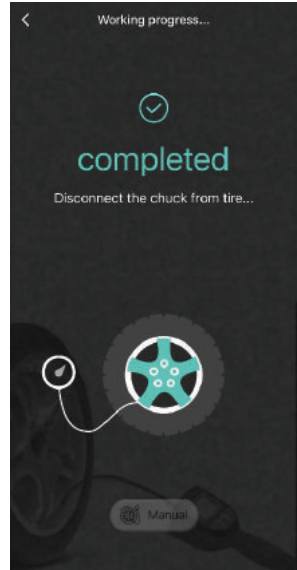 Working progress...
completed
Disconnect the chuck from tire...
Manual